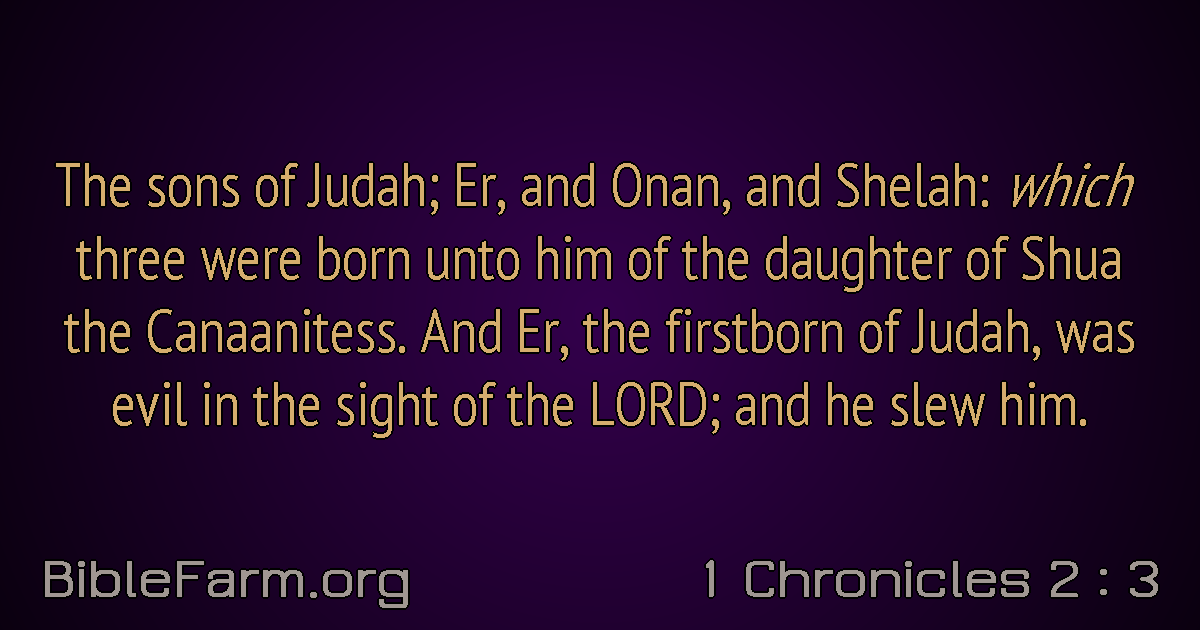 The sons of Judah; Er, and Onan, and Shelah: which
three were born unto him of the daughter of Shua
the Canaanitess. And Er, the firstborn of Judah, was
evil in the sight of the LORD; and he slew him.
BibleFarm.org
1 Chronicles 2 : 3